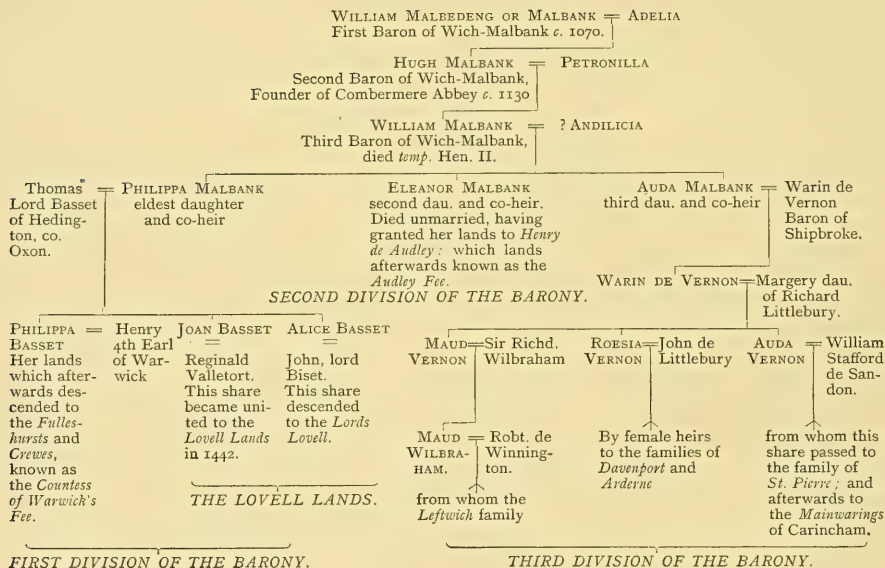 WILLIAM MALBEDENG OR MALBANK = ADELIA
First Baron of Wich-Malbank c. 1070.
HUGH MALBANK = PETRONILLA
Second Baron of Wich-Malbank,
Founder of Combermere Abbey c. 1130
WILLIAM MALBANK = ? ANDILICIA
Third Baron of Wich-Malbank,
died temp. Hen. II.
Thomas = PHILIPPA MALBANK
Lord Basset
of Heding-
ton, co.
Oxon.
eldest daughter
and co-heir
ELEANOR MALBANK
second dau. and co-heir.
Died unmarried, having
granted her lands to Henry
de Audley: which lands
afterwards known as the
Audley Fee.
SECOND DIVISION OF THE BARONY.
AUDA MALBANK = Warin de
third dau. and co-heir
Vernon
Baron of
Shipbroke.
WARIN DE VERNON = Margery dau.
of Richard
Littlebury.
PHILIPPA
BASSET
= Henry
4th Earl
of War-
wick
Her lands
which after-
wards des-
cended to
the Fulles-
hursts and
Crewes,
known as
the Countess
of Warwick's
Fee.
JOAN BASSET
=
Reginald
Valletort.
This share
became uni-
ted to the
Lovell Lands
in 1442.
ALICE BASSET
=
John, lord
Biset.
This share
descended
to the Lords
Lovell.
THE LOVELL LANDS.
FIRST DIVISION OF THE BARONY.
MAUD = Sir Richd.
VERNON
Wilbraham.
MAUD = Robt. de
WILBRA-
HAM.
Winning-
ton.
from whom the
Leftwich family
ROESIA = John de
VERNON
Littlebury
By female heirs
to the families of
Davenport and
Arderne
AUDA = William
VERNON
Stafford
de San-
don.
from whom this
share passed to
the family of
St. Pierre; and
afterwards to
the Mainwarings
of Carincham.
THIRD DIVISION OF THE BARONY.